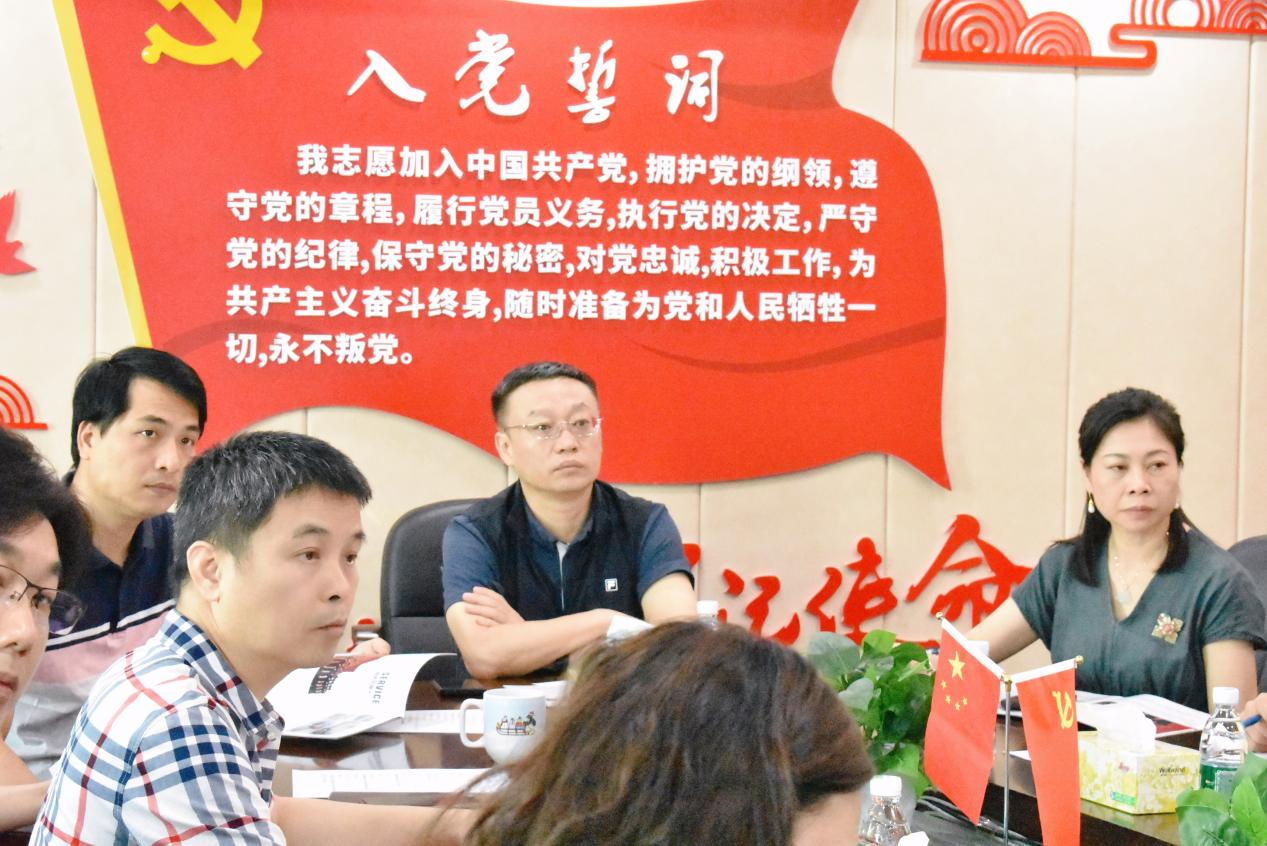 入党誓词
我志愿加入中国共产党,拥护党的纲领,遵
守党的章程,履行党员义务,执行党的决定,严守
党的纪律,保守党的秘密,对党忠诚,积极工作,为
共产主义奋斗终身,随时准备为党和人民牺牲一
切,永不叛党。
记使命
SERVICE